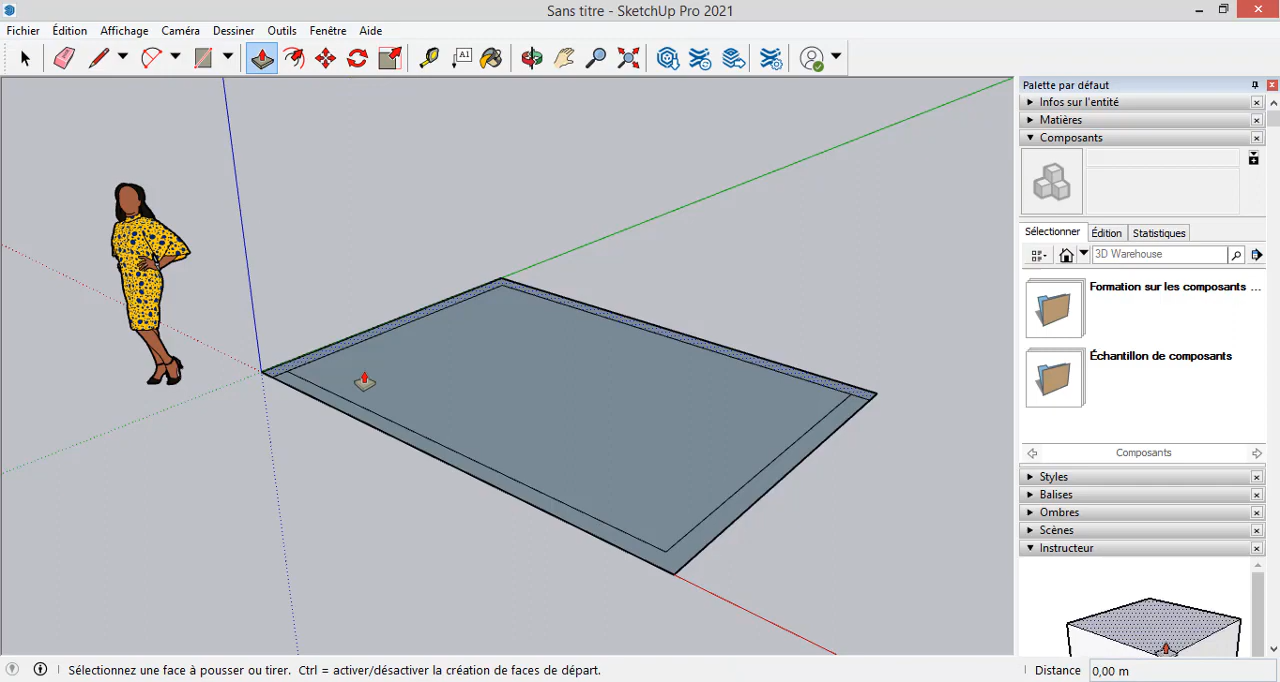 Sans titre - SketchUp Pro 2021
Fichier Édition Affichage Caméra Dessiner Outils Fenêtre Aide
A1
Palette par défaut
Infos sur l'entité
Matières
Composants
Sélectionner Édition Statistiques
3D Warehouse
Formation sur les composants ...
Échantillon de composants
Composants
Styles
Balises
Ombres
Scènes
Instructeur
Sélectionnez une face à pousser ou tirer. Ctrl = activer/désactiver la création de faces de départ.
Distance 0,00 m